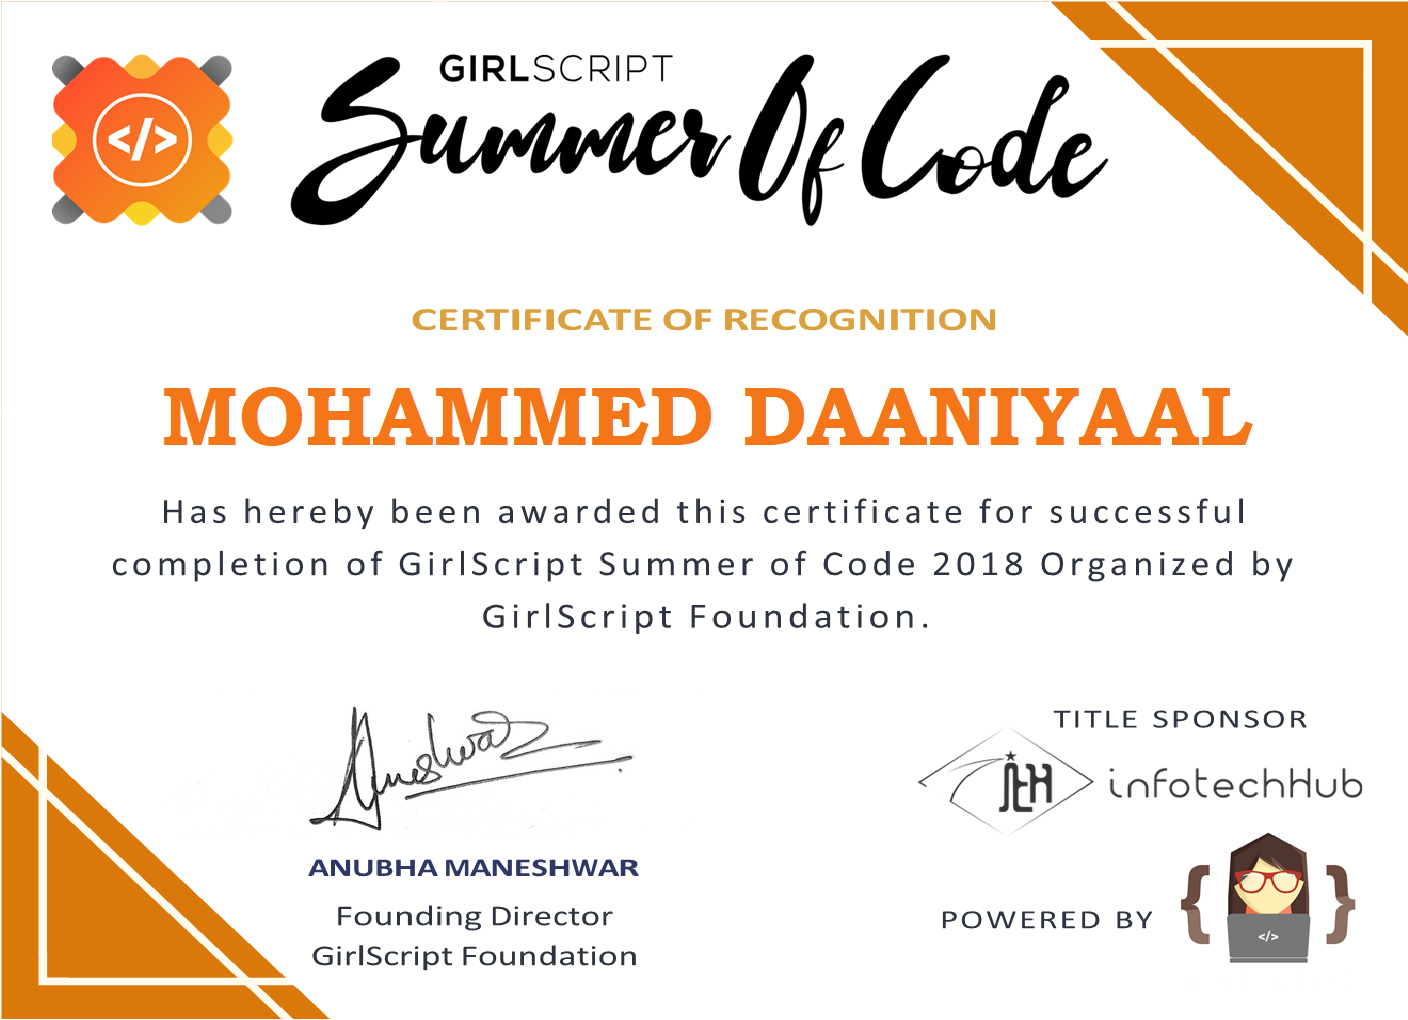 </>
GIRLSCRIPT
Summer Of Code
CERTIFICATE OF RECOGNITION
MOHAMMED DAANIYAAL
Has hereby been awarded this certificate for successful
completion of GirlScript Summer of Code 2018 Organized by
GirlScript Foundation.
Aneshwar
ANUBHA MANESHWAR
Founding Director
GirlScript Foundation
TITLE SPONSOR
ItH infotechHub
POWERED BY
{ </> }